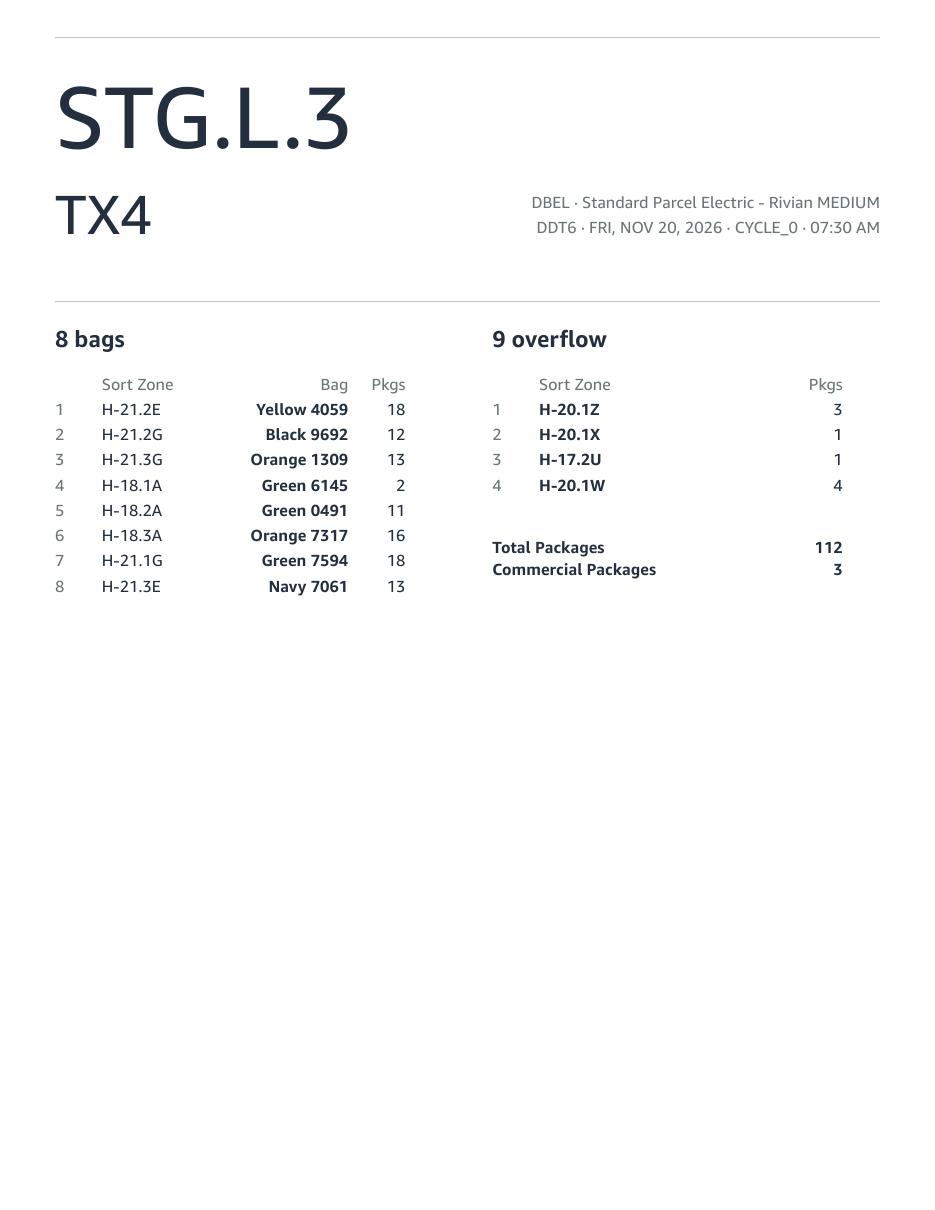 STG.L.3
TX4
DBEL · Standard Parcel Electric - Rivian MEDIUM
DDT6 · FRI, NOV 20, 2026 · CYCLE_0 · 07:30 AM
8 bags
Sort Zone Bag Pkgs
1 H-21.2E Yellow 4059 18
2 H-21.2G Black 9692 12
3 H-21.3G Orange 1309 13
4 H-18.1A Green 6145 2
5 H-18.2A Green 0491 11
6 H-18.3A Orange 7317 16
7 H-21.1G Green 7594 18
8 H-21.3E Navy 7061 13
9 overflow
Sort Zone Pkgs
1 H-20.1Z 3
2 H-20.1X 1
3 H-17.2U 1
4 H-20.1W 4
Total Packages 112
Commercial Packages 3